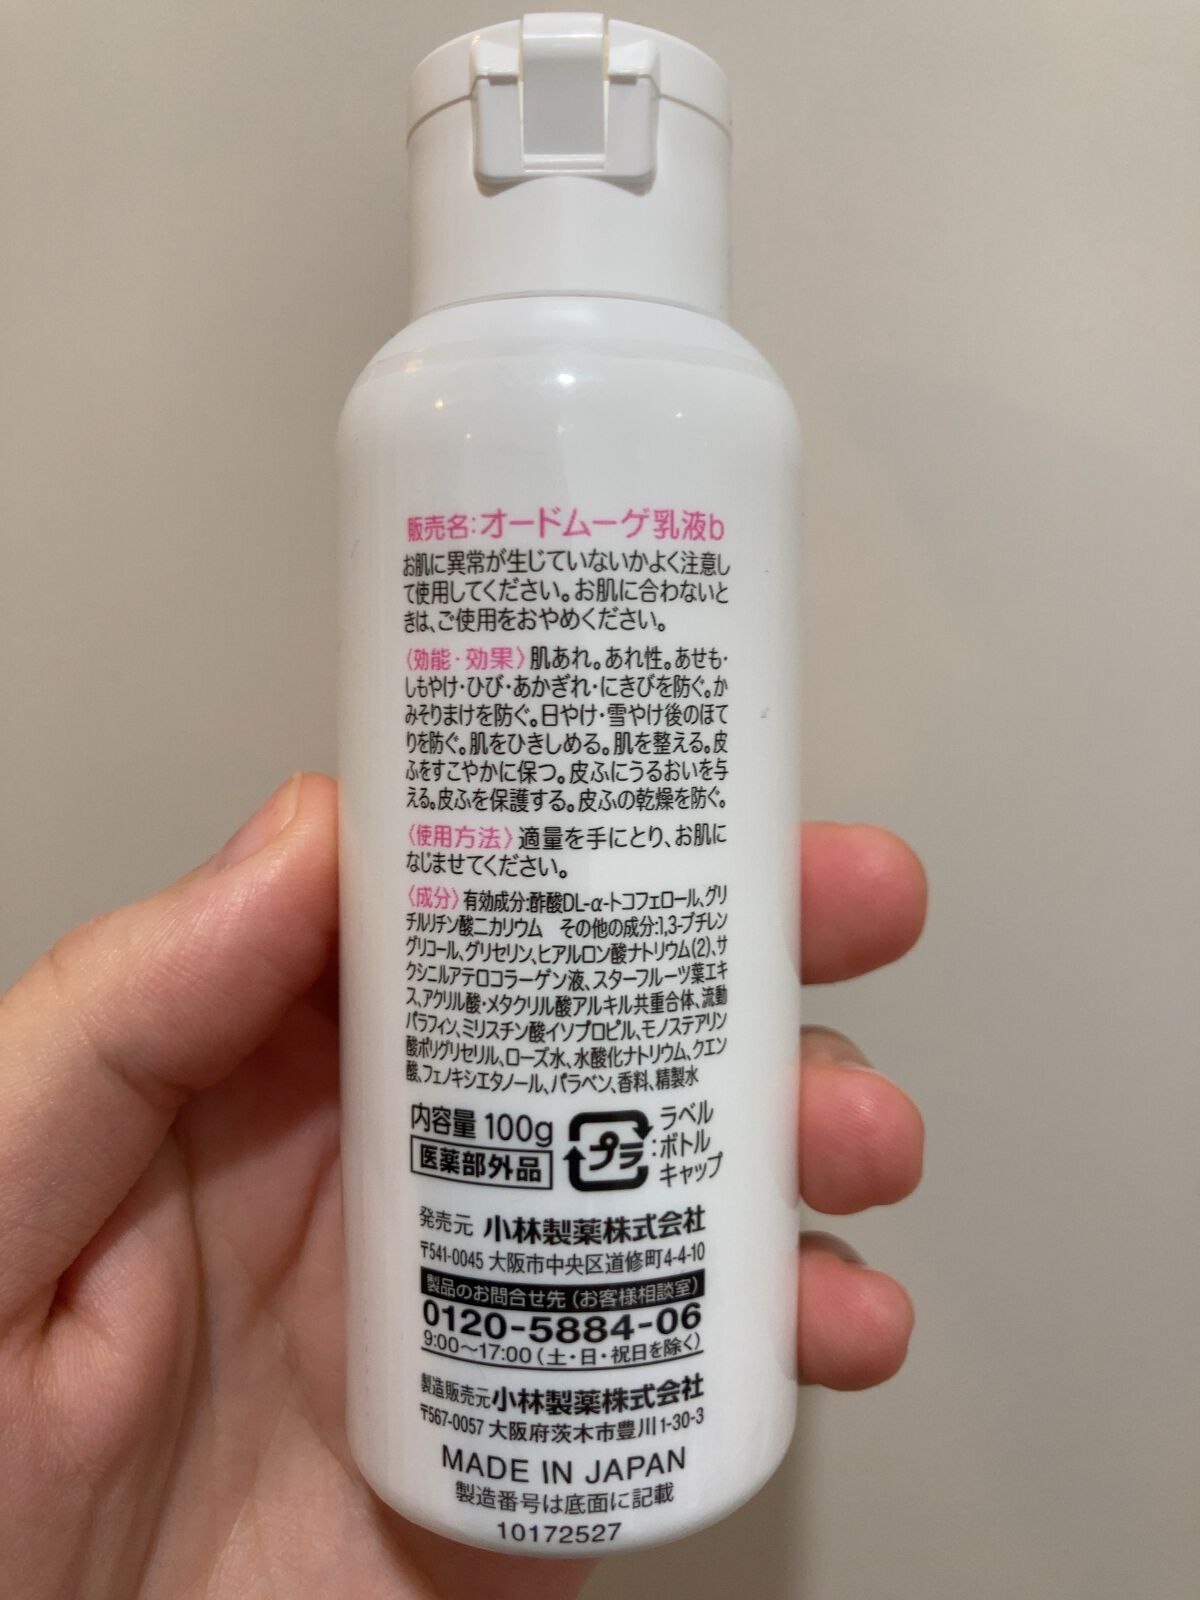 販売名:オードムーゲ乳液b
お肌に異常が生じていないかよく注意し
て使用してください。お肌に合わないと
きは、ご使用をおやめください。
〈効能・効果〉肌あれ。あれ性。あせも・
しもやけ・ひび・あかぎれ・にきびを防ぐ。か
みそりまけを防ぐ。日やけ・雪やけ後のほて
りを防ぐ。肌をひきしめる。肌を整える。皮
ふをすこやかに保つ。皮ふにうるおいを与
える。皮ふを保護する。皮ふの乾燥を防ぐ。
〈使用方法〉適量を手にとり、お肌に
なじませてください。
〈成分〉有効成分:酢酸DL-α-トコフェロール、グリ
チルリチン酸二カリウム その他の成分:1,3-ブチレン
グリコール、グリセリン、ヒアルロン酸ナトリウム(2)、サ
クシニルアテロコラーゲン液、スターフルーツ葉エキ
ス、アクリル酸・メタクリル酸アルキル共重合体、流動
パラフィン、ミリスチン酸イソプロピル、モノステアリン
酸ポリグリセリル、ローズ水、水酸化ナトリウム、クエン
酸、フェノキシエタノール、パラベン、香料、精製水
内容量 100g
医薬部外品
プラ
:ラベル
ボトル
キャップ
発売元 小林製薬株式会社
〒541-0045 大阪市中央区道修町4-4-10
製品のお問合せ先(お客様相談室)
0120-5884-06
9:00～17:00(土・日・祝日を除く)
製造販売元 小林製薬株式会社
〒567-0057 大阪府茨木市豊川1-30-3
MADE IN JAPAN
製造番号は底面に記載
10172527